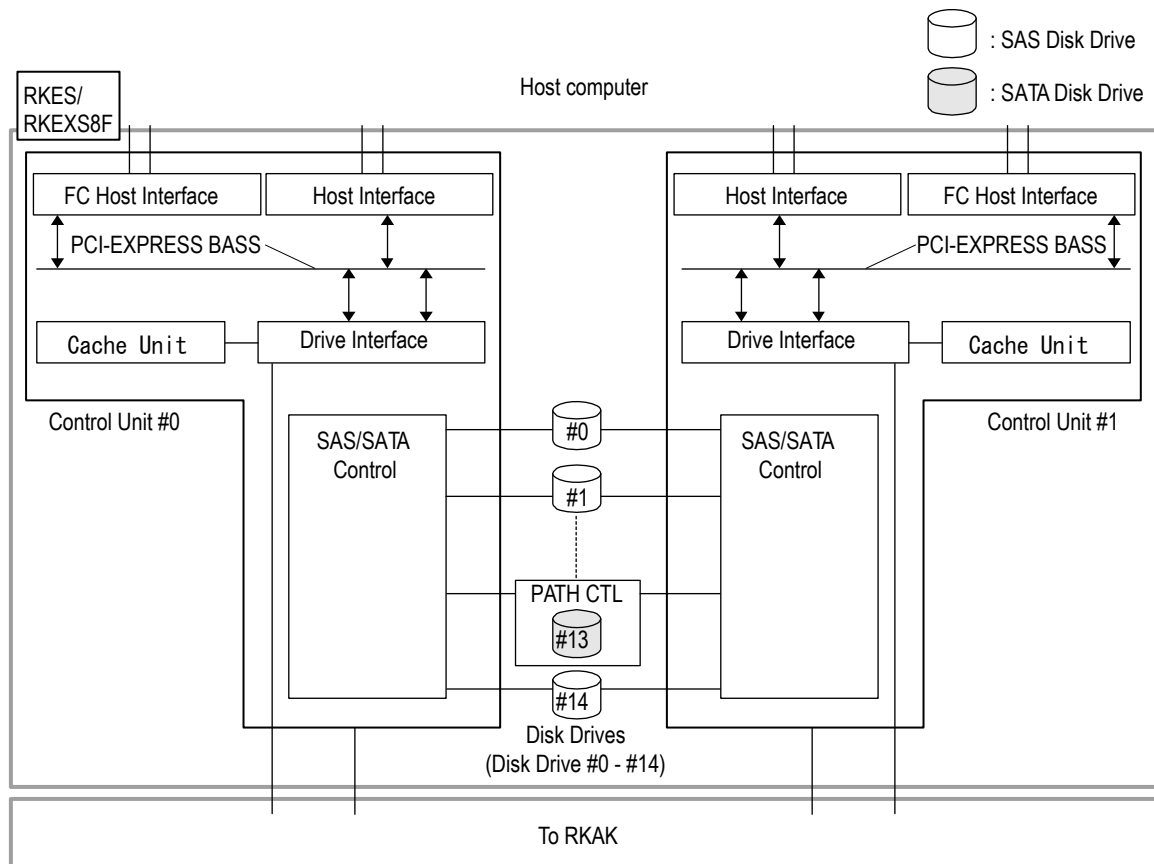 : SAS Disk Drive
: SATA Disk Drive
RKES/
RKEXS8F
Host computer
FC Host Interface
Host Interface
Host Interface
FC Host Interface
PCI-EXPRESS BASS
PCI-EXPRESS BASS
Cache Unit
Drive Interface
Drive Interface
Cache Unit
Control Unit #0
Control Unit #1
SAS/SATA
Control
#0
#1
PATH CTL
#13
#14
SAS/SATA
Control
Disk Drives
(Disk Drive #0 - #14)
To RKAK